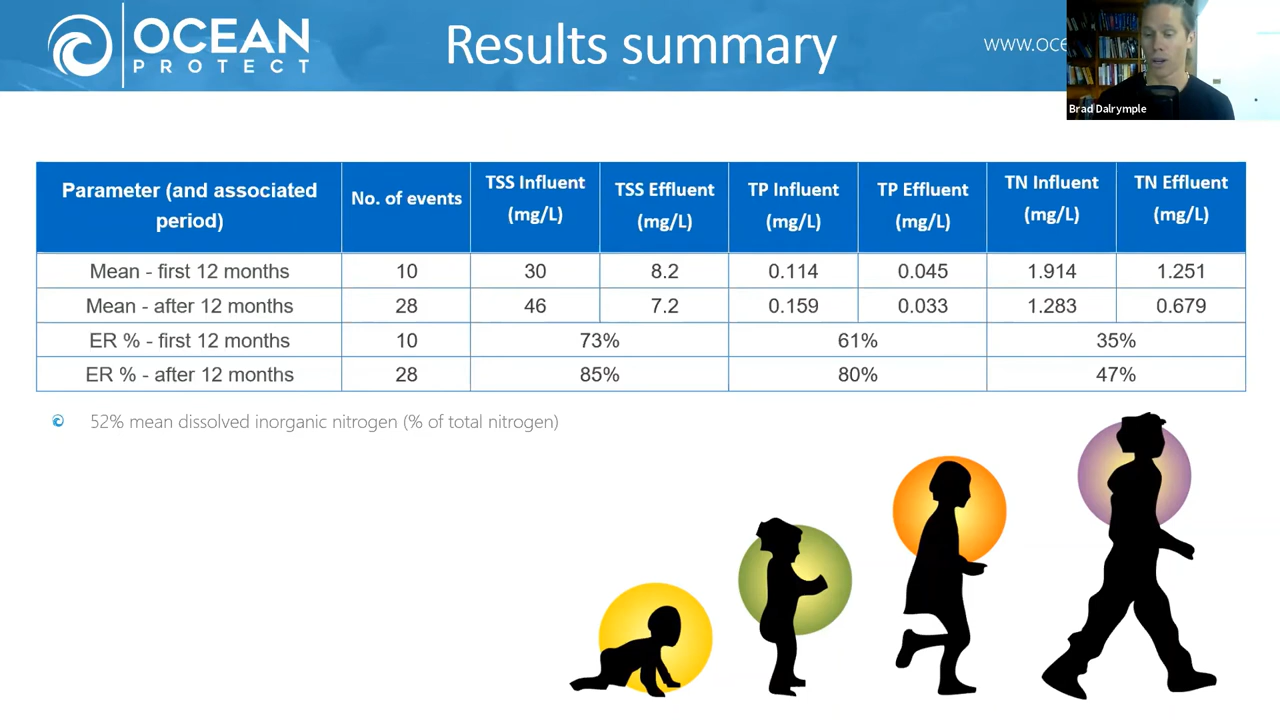 OCEAN
PROTECT
Results summary
www.oce
Brad Dalrymple
Parameter (and associated period) No. of events TSS Influent (mg/L) TSS Effluent (mg/L) TP Influent (mg/L) TP Effluent (mg/L) TN Influent (mg/L) TN Effluent (mg/L)
Mean - first 12 months 10 30 8.2 0.114 0.045 1.914 1.251
Mean - after 12 months 28 46 7.2 0.159 0.033 1.283 0.679
ER % - first 12 months 10 73% 61% 35%
ER % - after 12 months 28 85% 80% 47%
52% mean dissolved inorganic nitrogen (% of total nitrogen)